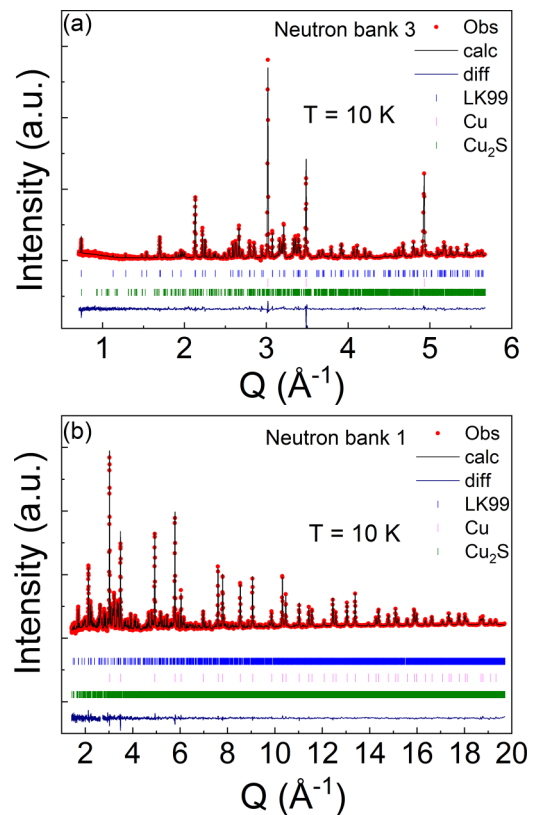 (a)
Neutron bank 3
Obs
calc
diff
LK99
Cu
Cu₂S
T = 10 K
Intensity (a.u.)
1 2 3 4 5 6
Q (Å⁻¹)
(b)
Neutron bank 1
Obs
calc
diff
LK99
Cu
Cu₂S
T = 10 K
Intensity (a.u.)
2 4 6 8 10 12 14 16 18 20
Q (Å⁻¹)